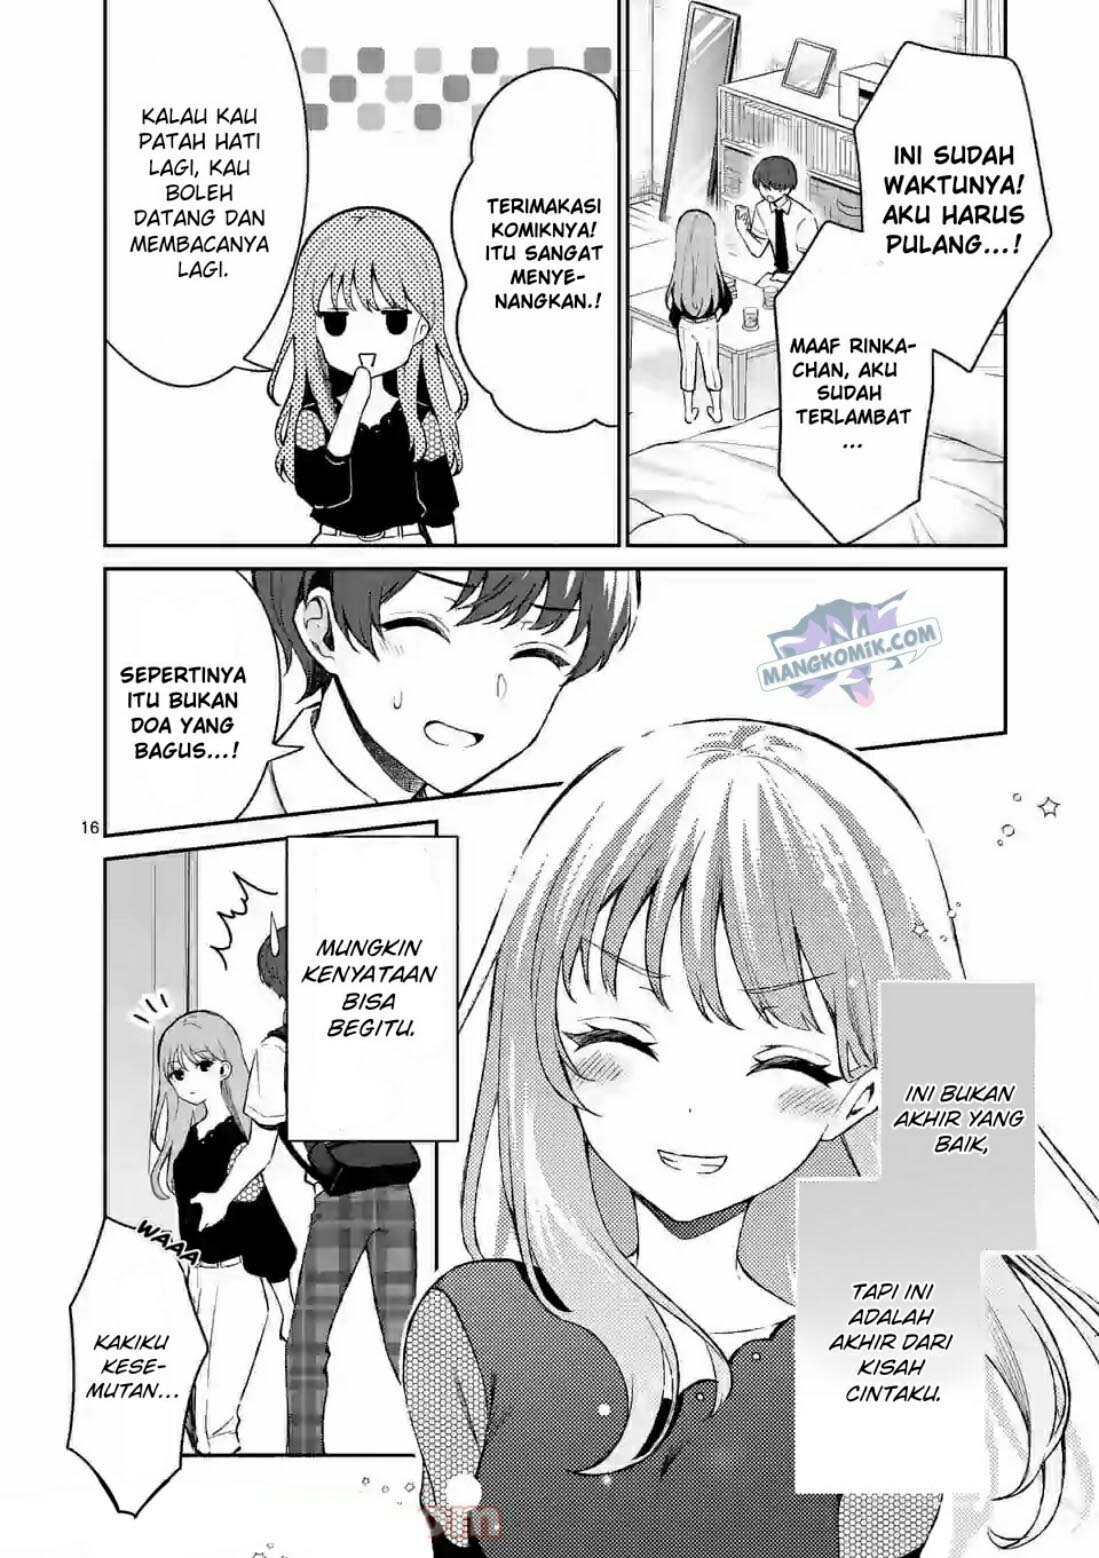 INI SUDAH
WAKTUNYA!
AKU HARUS
PULANG...!
MAAF RINKA-
CHAN, AKU
SUDAH
TERLAMBAT
...
TERIMAKASI
KOMIKNYA!
ITU SANGAT
MENYE-
NANGKAN.!
KALAU KAU
PATAH HATI
LAGI, KAU
BOLEH
DATANG DAN
MEMBACANYA
LAGI.
SEPERTINYA
ITU BUKAN
DOA YANG
BAGUS...!
MANGKOMIK.COM
16
MUNGKIN
KENYATAAN
BISA
BEGITU.
WAAA
KAKIKU
KESE-
MUTAN...
INI BUKAN
AKHIR YANG
BAIK,
TAPI INI
ADALAH
AKHIR DARI
KISAH
CINTAKU.